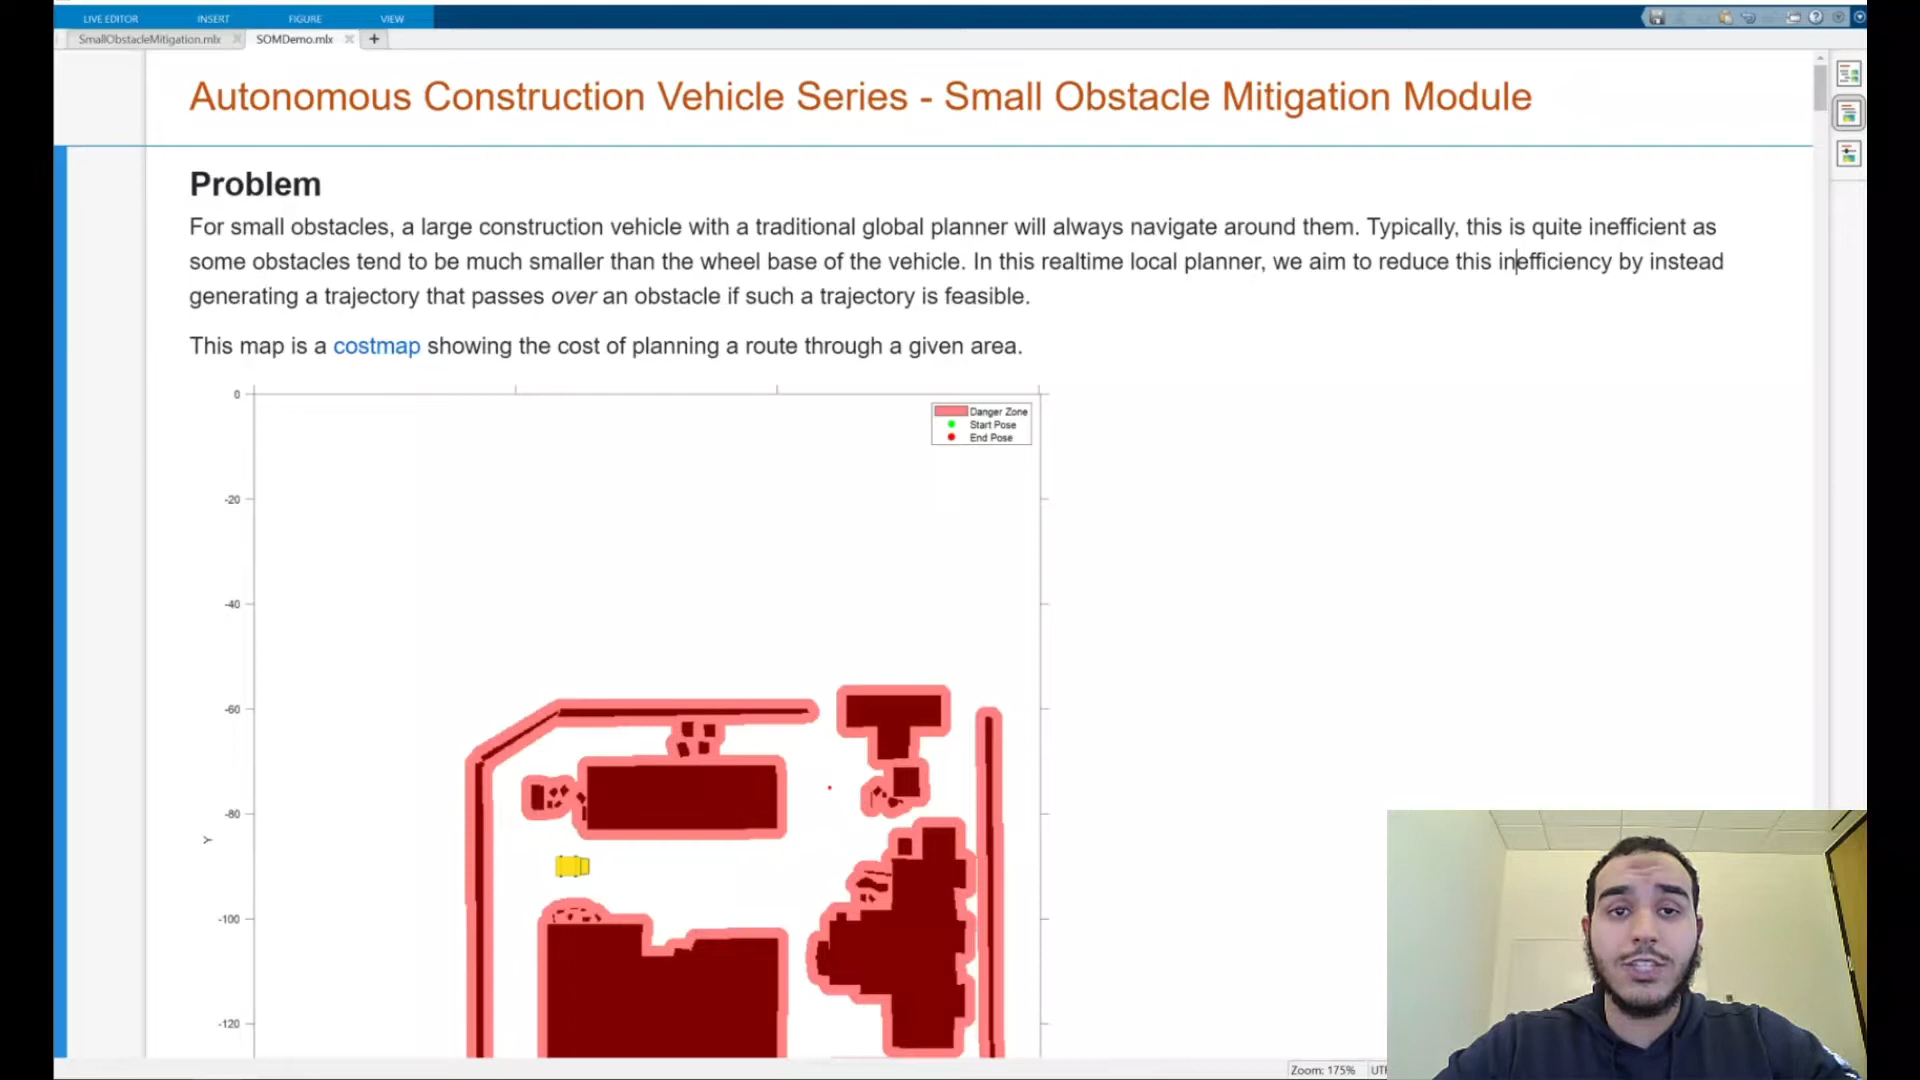 LIVE EDITOR INSERT FIGURE VIEW
SmallObstacleMitigation.mlx SOMDemo.mlx +
Autonomous Construction Vehicle Series - Small Obstacle Mitigation Module
Problem
For small obstacles, a large construction vehicle with a traditional global planner will always navigate around them. Typically, this is quite inefficient as
some obstacles tend to be much smaller than the wheel base of the vehicle. In this realtime local planner, we aim to reduce this inefficiency by instead
generating a trajectory that passes over an obstacle if such a trajectory is feasible.
This map is a costmap showing the cost of planning a route through a given area.
0
Danger Zone
Start Pose
End Pose
-20
-40
-60
-80
Y
-100
-120
Zoom: 175% UTF